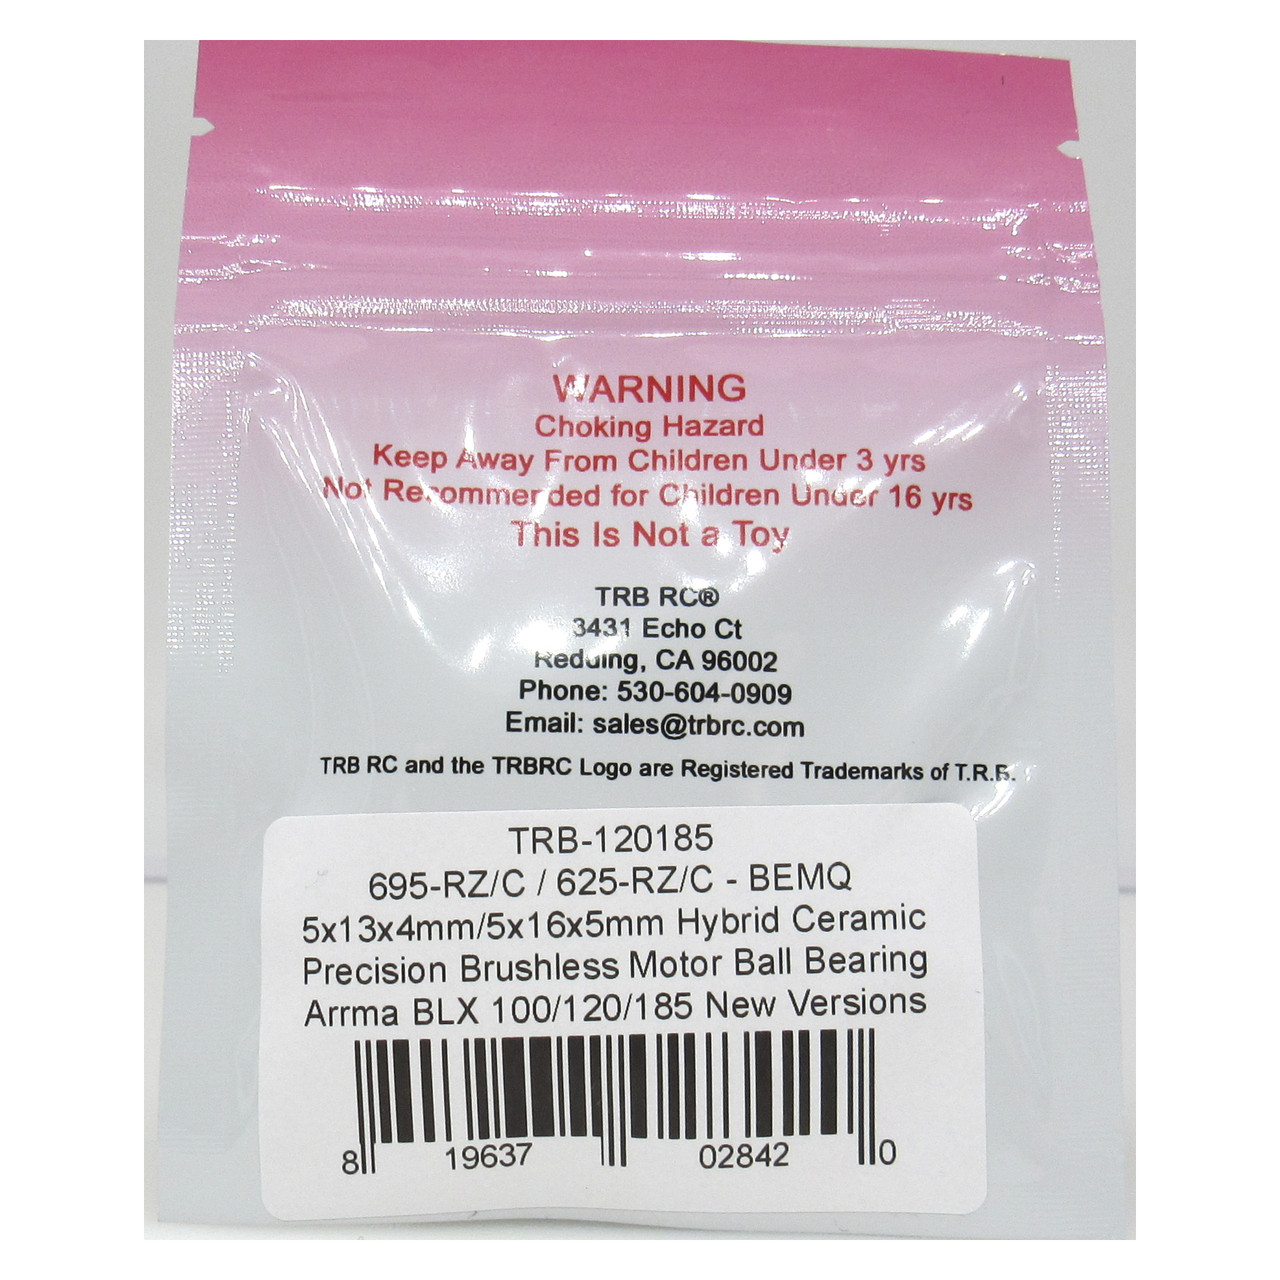 WARNING
Choking Hazard
Keep Away From Children Under 3 yrs
Not Recommended for Children Under 16 yrs
This Is Not a Toy
TRB RC®
3431 Echo Ct
Redding, CA 96002
Phone: 530-604-0909
Email: sales@trbrc.com
TRB RC and the TRBRC Logo are Registered Trademarks of T.R.B.
TRB-120185
695-RZ/C / 625-RZ/C - BEMQ
5x13x4mm/5x16x5mm Hybrid Ceramic
Precision Brushless Motor Ball Bearing
Arrma BLX 100/120/185 New Versions
8 19637 02842 0